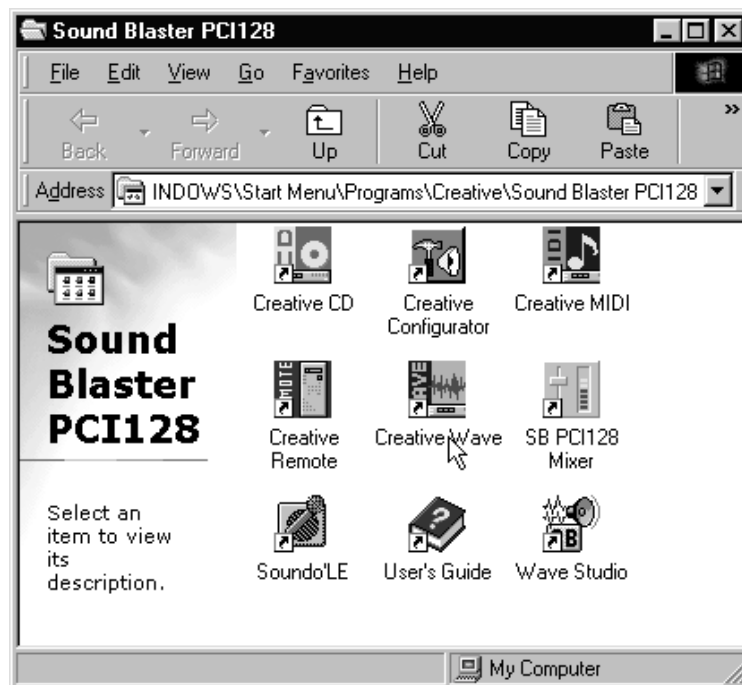 Sound Blaster PCI128
File Edit View Go Favorites Help
Back Forward Up Cut Copy Paste »
Address INDOWS\Start Menu\Programs\Creative\Sound Blaster PCI128
Sound
Blaster
PCI128
Select an
item to view
its
description.
Creative CD
Creative
Configurator
Creative MIDI
Creative
Remote
Creative Wave
SB PCI128
Mixer
Soundo'LE
User's Guide
Wave Studio
My Computer